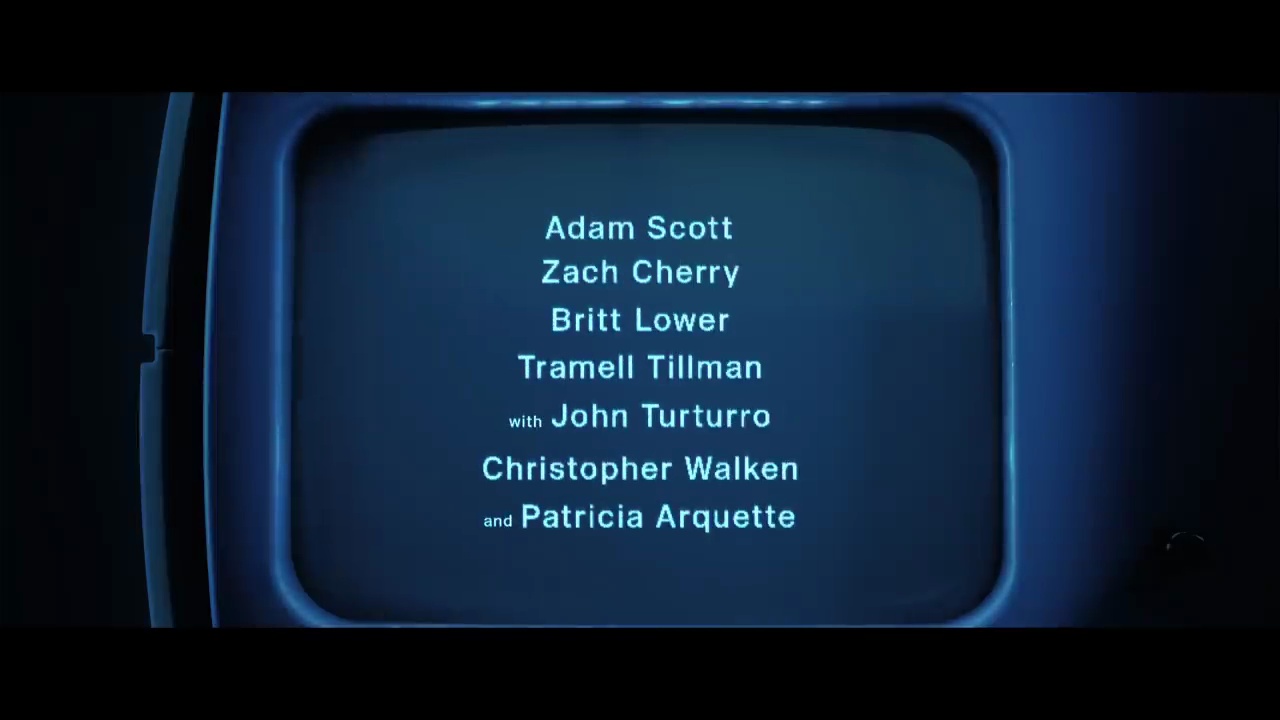 Adam Scott
Zach Cherry
Britt Lower
Tramell Tillman
with John Turturro
Christopher Walken
and Patricia Arquette